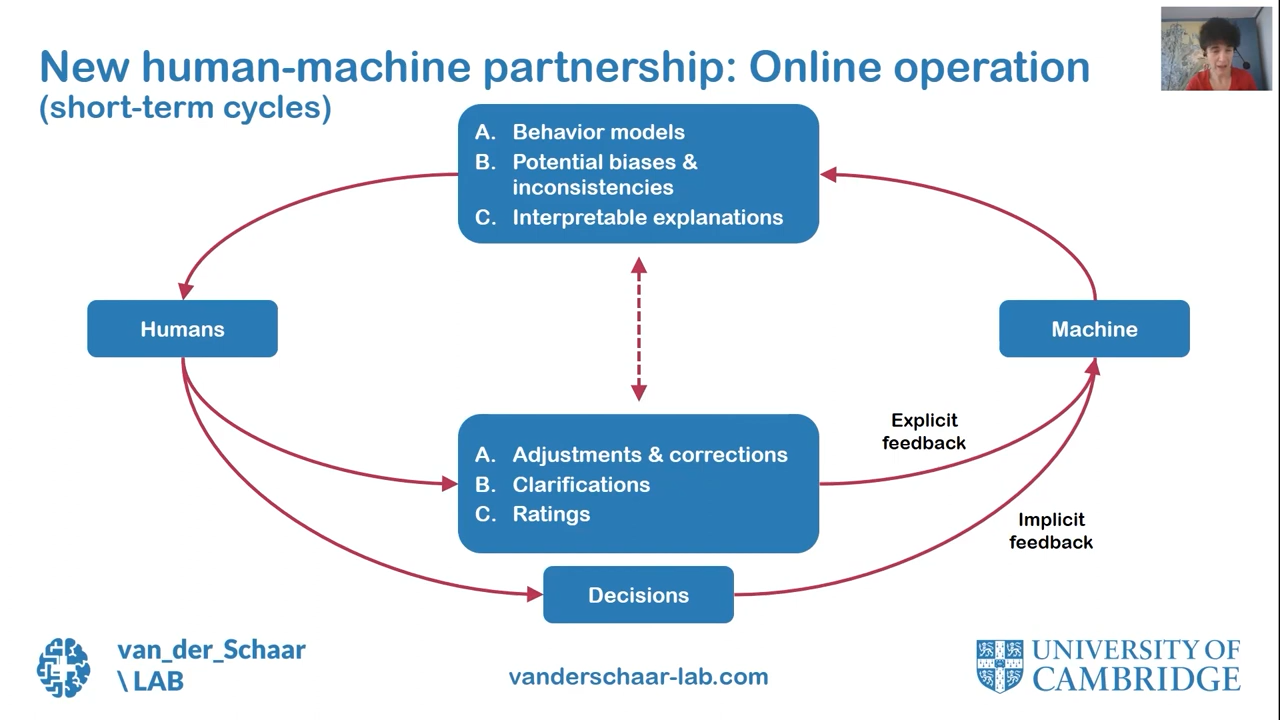 New human-machine partnership: Online operation
(short-term cycles)
A. Behavior models
B. Potential biases &
inconsistencies
C. Interpretable explanations
Humans
Machine
A. Adjustments & corrections
B. Clarifications
C. Ratings
Explicit
feedback
Implicit
feedback
Decisions
van_der_Schaar
\ LAB
vanderschaar-lab.com
UNIVERSITY OF
CAMBRIDGE